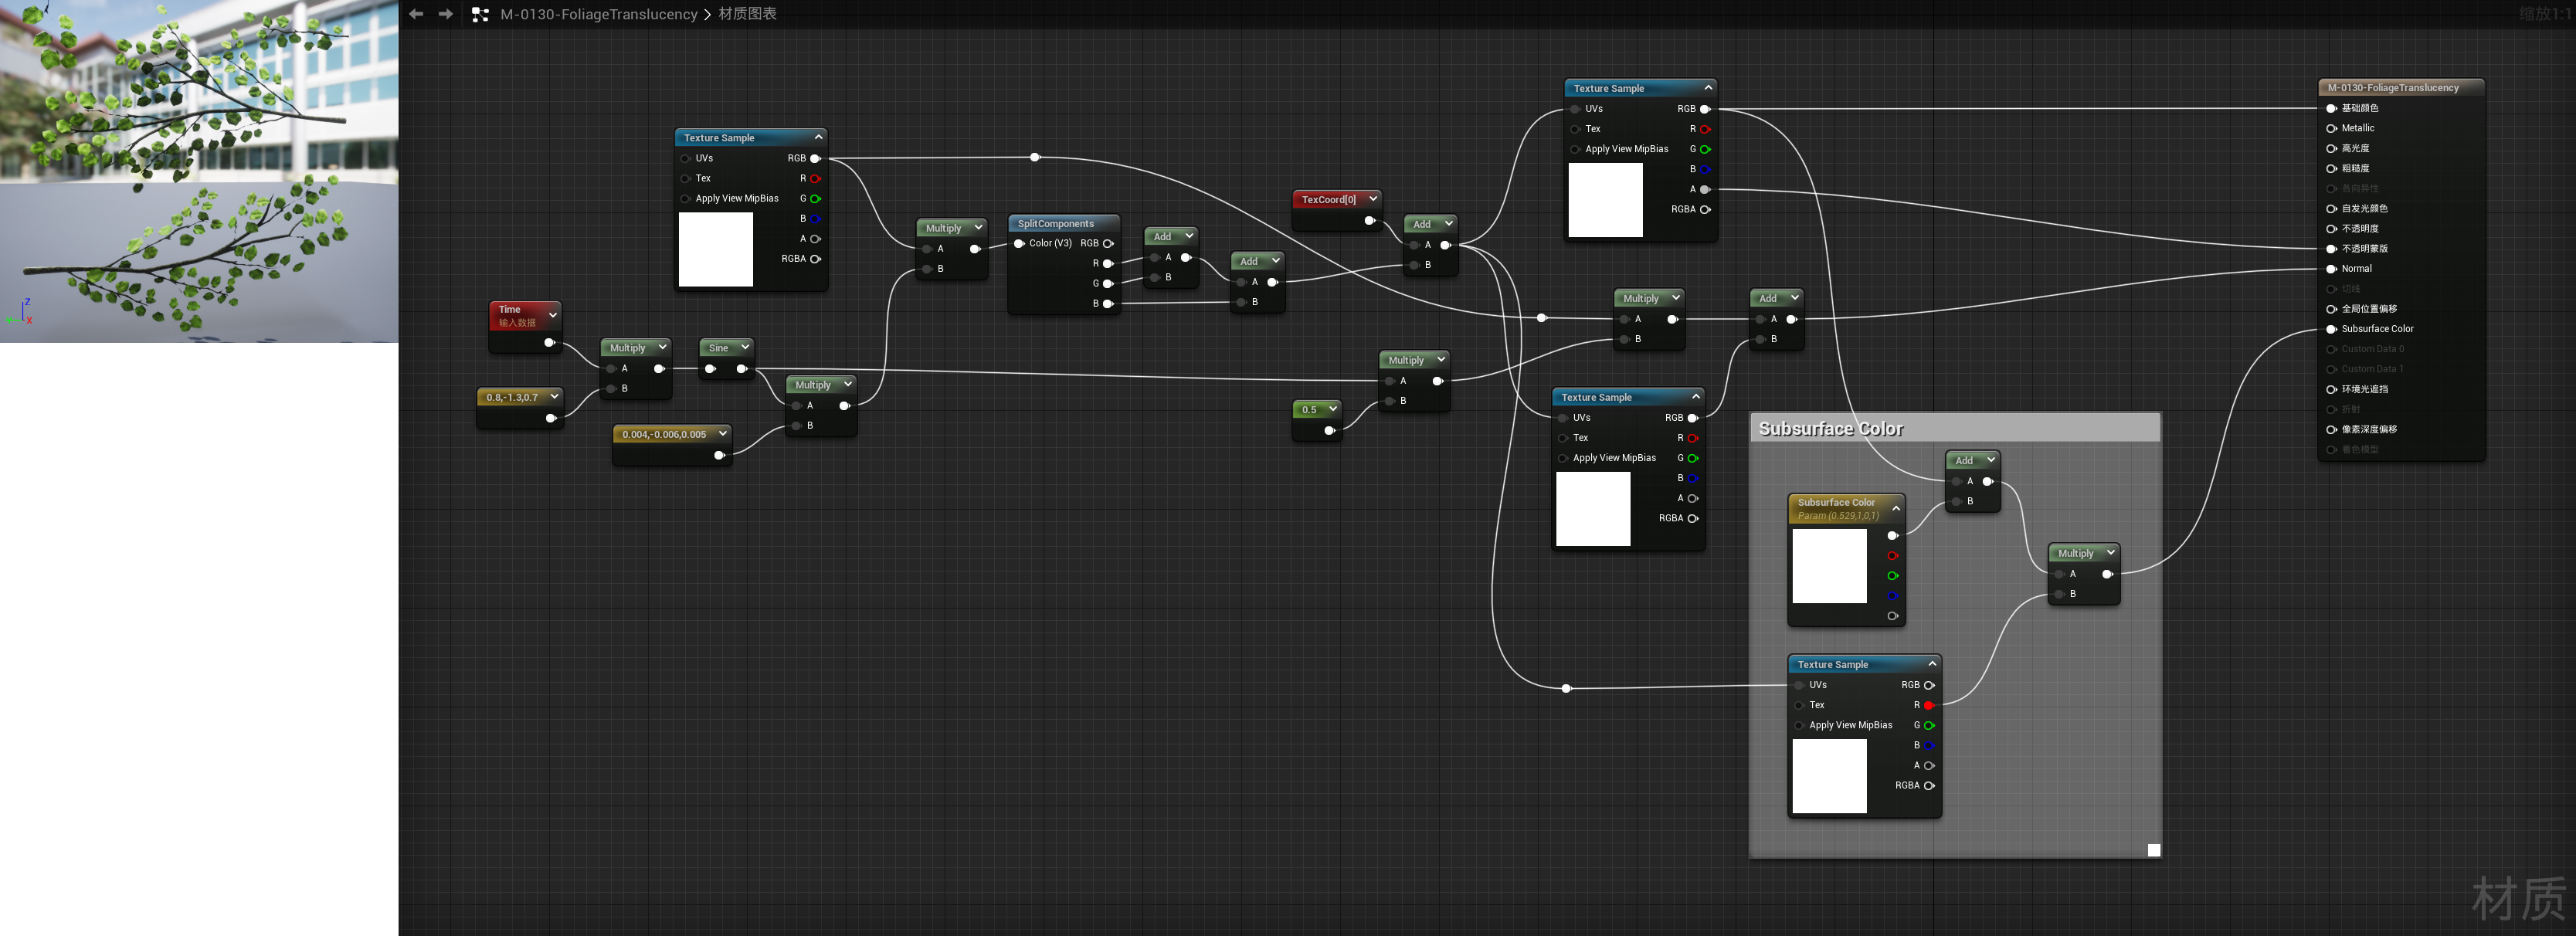 M-0130-FoliageTranslucency > 材质图表
缩放1:1
Z
X
Time
输入数据
0.8,-1.3,0.7
Multiply
A
B
Sine
0.004,-0.006,0.005
Multiply
A
B
Texture Sample
UVs RGB
Tex R
Apply View MipBias G
B
A
RGBA
Multiply
A
B
SplitComponents
Color (V3) RGB
R
G
B
Add
A
B
Add
A
B
TexCoord[0]
Add
A
B
0.5
Multiply
A
B
Texture Sample
UVs RGB
Tex R
Apply View MipBias G
B
A
RGBA
Multiply
A
B
Add
A
B
Texture Sample
UVs RGB
Tex R
Apply View MipBias G
B
A
RGBA
Subsurface Color
Add
A
B
Subsurface Color
Param (0.529,1,0,1)
Multiply
A
B
Texture Sample
UVs RGB
Tex R
Apply View MipBias G
B
A
RGBA
M-0130-FoliageTranslucency
基础颜色
Metallic
高光度
粗糙度
各向异性
自发光颜色
不透明度
不透明蒙版
Normal
切线
全局位置偏移
Subsurface Color
Custom Data 0
Custom Data 1
环境光遮挡
折射
像素深度偏移
着色模型
材质